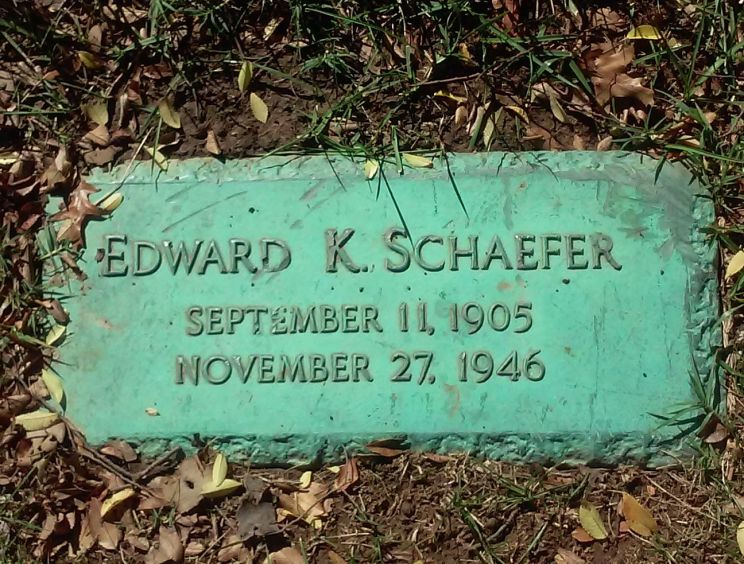 EDWARD K. SCHAEFER
SEPTEMBER 11, 1905
NOVEMBER 27, 1946